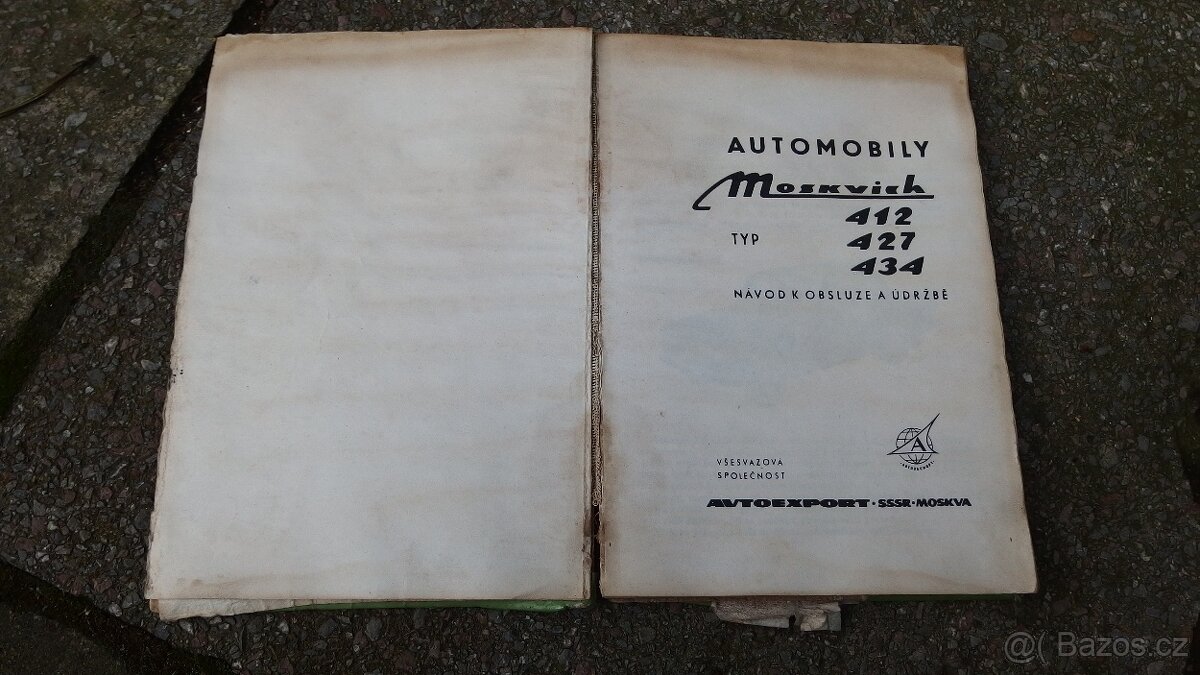 AUTOMOBILY
Moskvich
412
TYP 427
434
NÁVOD K OBSLUZE A ÚDRŽBĚ
A
VŠESVAZOVÁ
SPOLEČNOST
AVTOEXPORT · SSSR · MOSKVA
@( Bazos.cz